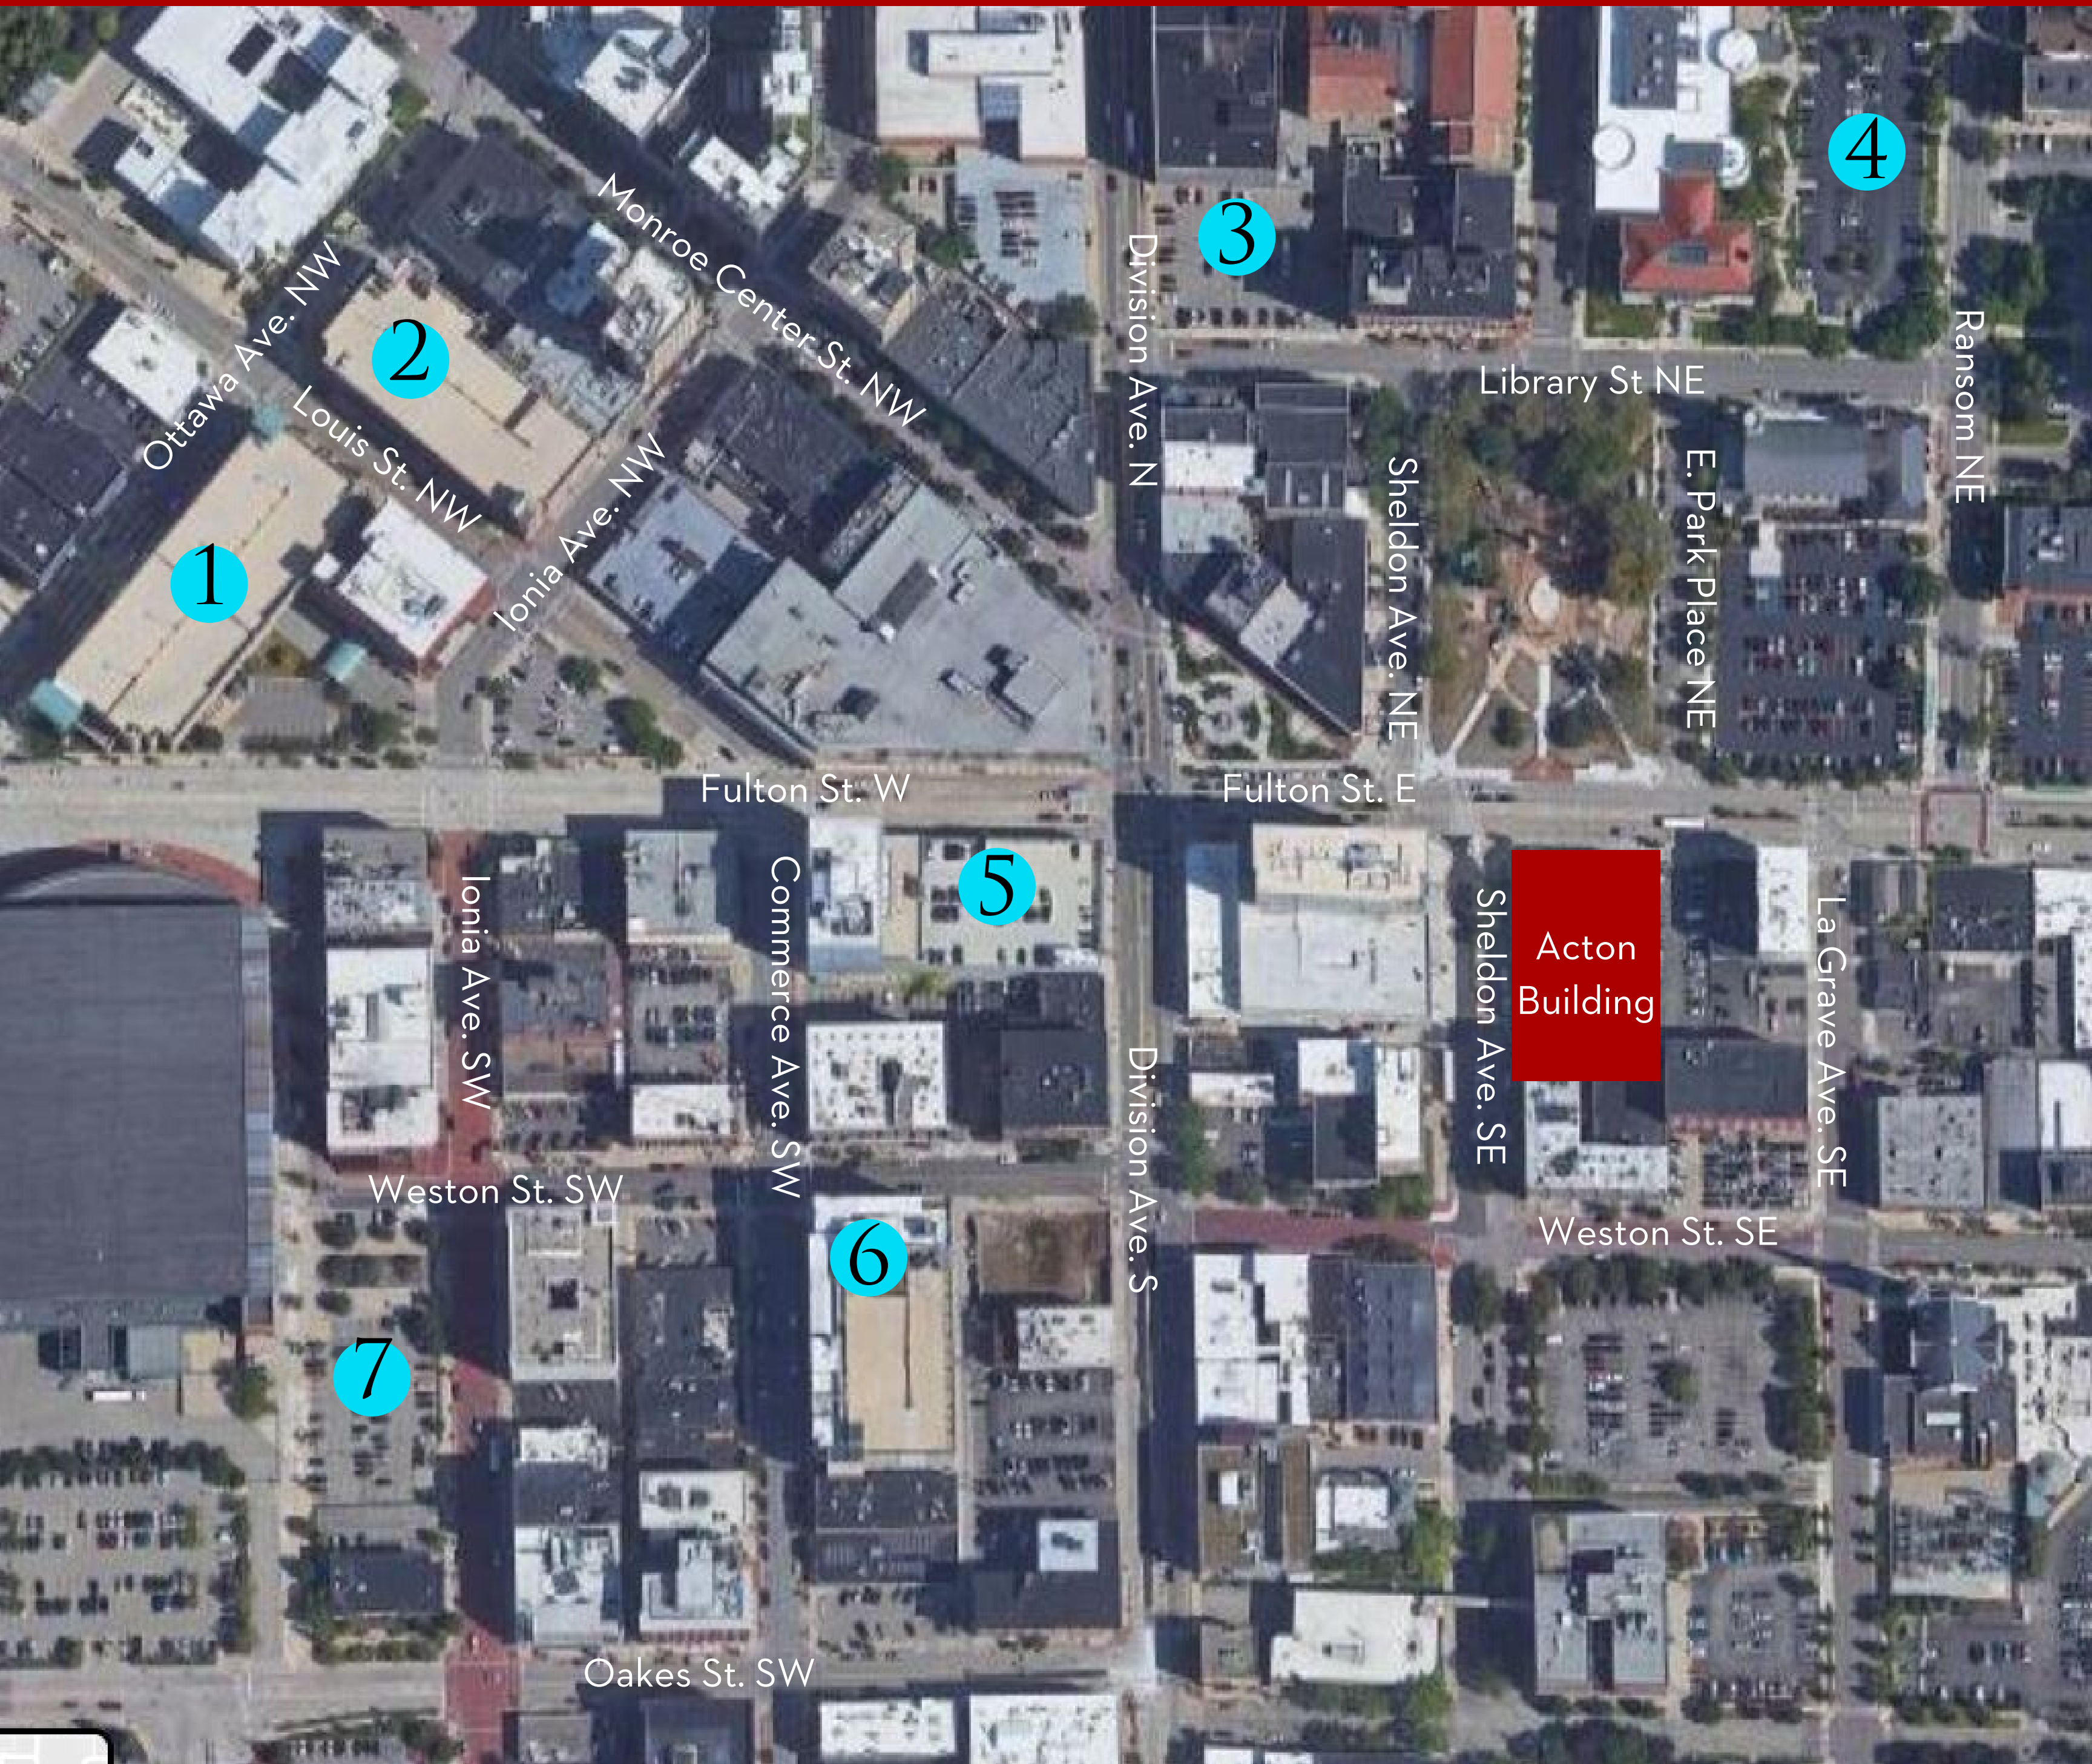 4
3
Monroe Center St. NW
Division Ave. N
Ottawa Ave. NW
2
Ransom NE
Library St NE
Louis St. NW
Ionia Ave. NW
Sheldon Ave. NE
E. Park Place NE
1
Fulton St. W
Fulton St. E
5
Ionia Ave. SW
Commerce Ave. SW
Sheldon Ave. SE
Acton
Building
La Grave Ave. SE
Division Ave. S
Weston St. SW
Weston St. SE
6
7
Oakes St. SW